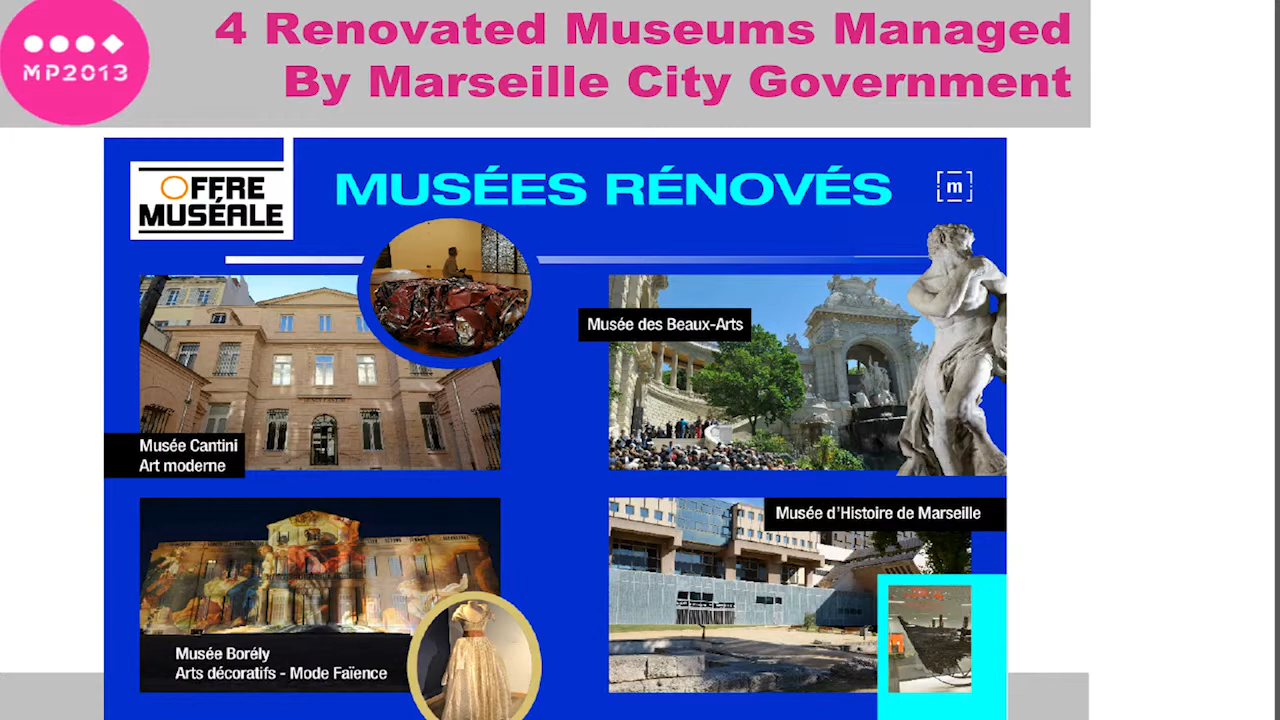 MP2013
4 Renovated Museums Managed
By Marseille City Government
OFFRE
MUSÉALE
MUSÉES RÉNOVÉS
m
Musée des Beaux-Arts
Musée Cantini
Art moderne
Musée d'Histoire de Marseille
Musée Borély
Arts décoratifs - Mode Faïence